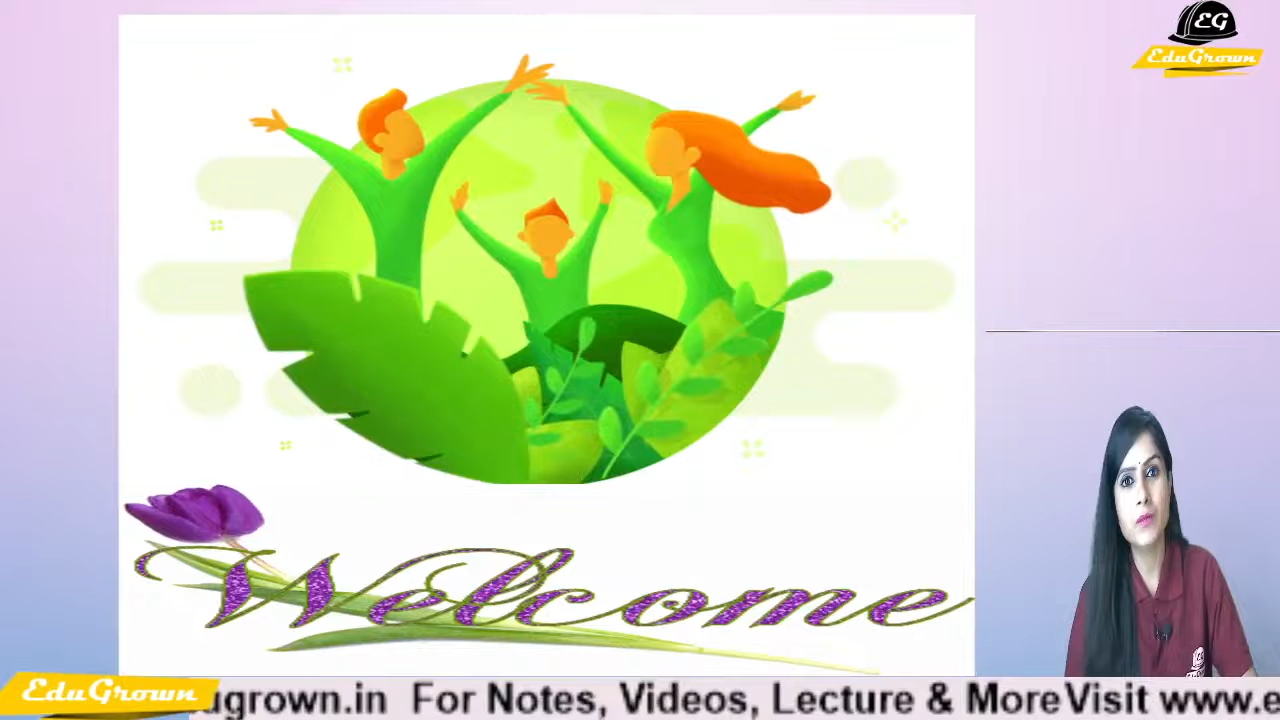 EG
EduGrown
Welcome
EduGrown
ugrown.in For Notes, Videos, Lecture & More Visit www.e